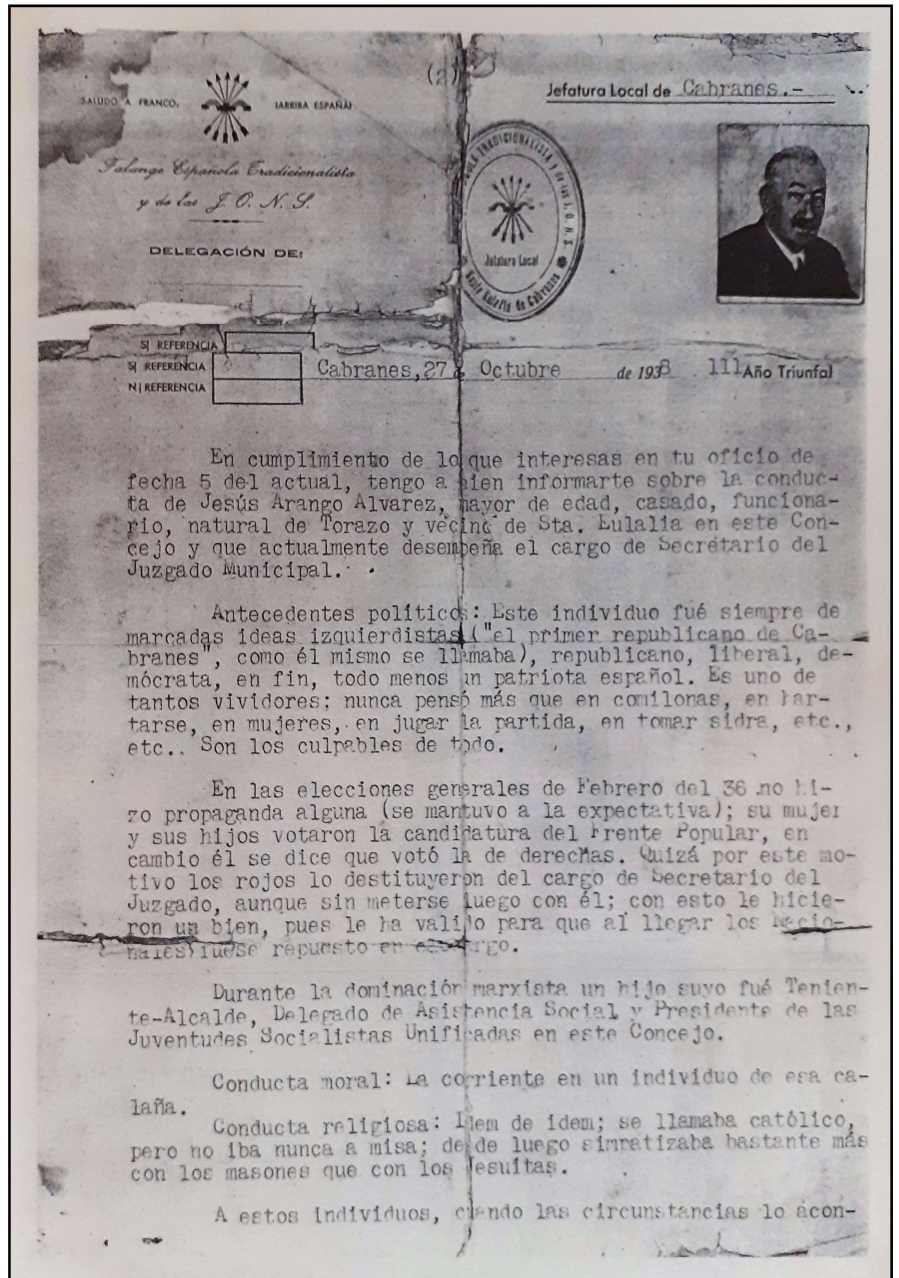 (2)
SALUDO A FRANCO.
¡ARRIBA ESPAÑA!
Jefatura Local de Cabranes.-
Falange Española Tradicionalista
y de las J. O. N. S.
DELEGACIÓN DE:
TRADICIONALISTA Y de las J. O. N. S.
Jefatura Local
Santa Eulalia de Cabranes
S| REFERENCIA
S| REFERENCIA
N| REFERENCIA
Cabranes, 27 Octubre de 1938 III Año Triunfal
En cumplimiento de lo que interesas en tu oficio de
fecha 5 del actual, tengo a bien informarte sobre la conduc-
ta de Jesús Arango Alvarez, mayor de edad, casado, funciona-
rio, natural de Torazo y vecino de Sta. Eulalia en este Con-
cejo y que actualmente desempeña el cargo de Secretario del
Juzgado Municipal.
Antecedentes politicos: Este individuo fué siempre de
marcadas ideas izquierdistas ("el primer republicano de Ca-
branes", como él mismo se llamaba), republicano, liberal, de-
mócrata, en fin, todo menos un patriota español. Es uno de
tantos vividores; nunca pensó más que en comilonas, en har-
tarse, en mujeres, en jugar la partida, en tomar sidra, etc.,
etc.. Son los culpables de todo.
En las elecciones generales de Febrero del 36 no hi-
zo propaganda alguna (se mantuvo a la expectativa); su mujer
y sus hijos votaron la candidatura del Frente Popular, en
cambio él se dice que votó la de derechas. Quizá por este mo-
tivo los rojos lo destituyeron del cargo de Secretario del
Juzgado, aunque sin meterse luego con él; con esto le hicie-
ron un bien, pues le ha valido para que al llegar los Nacio-
nales fuese repuesto en el cargo.
Durante la dominación marxista un hijo suyo fué Tenien-
te-Alcalde, Delegado de Asistencia Social y Presidente de las
Juventudes Socialistas Unificadas en este Concejo.
Conducta moral: La corriente en un individuo de esa ca-
laña.
Conducta religiosa: Idem de idem; se llamaba católico,
pero no iba nunca a misa; desde luego simpatizaba bastante más
con los masones que con los Jesuitas.
A estos individuos, cuando las circunstancias lo acon-